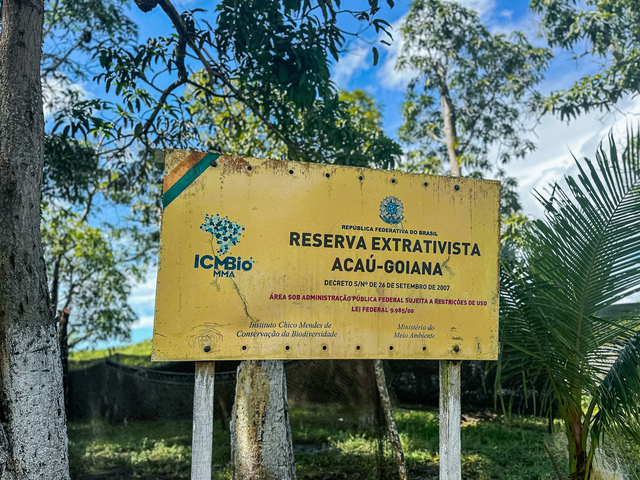 REPÚBLICA FEDERATIVA DO BRASIL
RESERVA EXTRATIVISTA
ACAÚ-GOIANA
DECRETO S/Nº DE 26 DE SETEMBRO DE 2007
ÁREA SOB ADMINISTRAÇÃO PÚBLICA FEDERAL SUJEITA A RESTRIÇÕES DE USO
LEI FEDERAL 9.985/00
ICMBio
MMA
Instituto Chico Mendes de
Conservação da Biodiversidade
Ministério do
Meio Ambiente